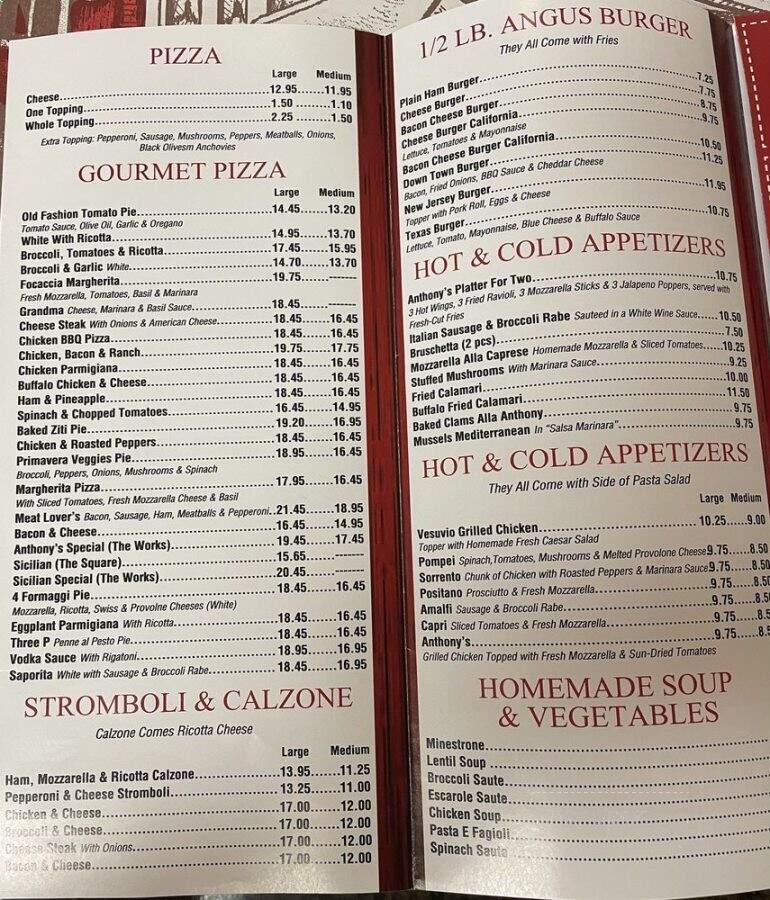 PIZZA
Large Medium
Cheese..........12.95......11.95
One Topping..........1.50......1.10
Whole Topping..........2.25......1.50
Extra Topping: Pepperoni, Sausage, Mushrooms, Peppers, Meatballs, Onions,
Black Olivesm Anchovies
GOURMET PIZZA
Large Medium
Old Fashion Tomato Pie..........14.45......13.20
Tomato Sauce, Olive Oil, Garlic & Oregano
White With Ricotta..........14.95......13.70
Broccoli, Tomatoes & Ricotta..........17.45......15.95
Broccoli & Garlic White..........14.70......13.70
Focaccia Margherita..........19.75......-------
Fresh Mozzarella, Tomatoes, Basil & Marinara
Grandma Cheese, Marinara & Basil Sauce..........18.45......-------
Cheese Steak With Onions & American Cheese..........18.45......16.45
Chicken BBQ Pizza..........18.45......16.45
Chicken, Bacon & Ranch..........19.75......17.75
Chicken Parmigiana..........18.45......16.45
Buffalo Chicken & Cheese..........18.45......16.45
Ham & Pineapple..........18.45......16.45
Spinach & Chopped Tomatoes..........16.45......14.95
Baked Ziti Pie..........19.20......16.95
Chicken & Roasted Peppers..........18.45......16.45
Primavera Veggies Pie..........18.95......16.45
Broccoli, Peppers, Onions, Mushrooms & Spinach
Margherita Pizza..........17.95......16.45
With Sliced Tomatoes, Fresh Mozzarella Cheese & Basil
Meat Lover's Bacon, Sausage, Ham, Meatballs & Pepperoni..21.45......18.95
Bacon & Cheese..........16.45......14.95
Anthony's Special (The Works)..........19.45......17.45
Sicilian (The Square)..........15.65......-------
Sicilian Special (The Works)..........20.45......-------
4 Formaggi Pie..........18.45......16.45
Mozzarella, Ricotta, Swiss & Provolne Cheeses (White)
Eggplant Parmigiana With Ricotta..........18.45......16.45
Three P Penne al Pesto Pie..........18.45......16.45
Vodka Sauce With Rigatoni..........18.95......16.95
Saporita White with Sausage & Broccoli Rabe..........18.45......16.95
STROMBOLI & CALZONE
Calzone Comes Ricotta Cheese
Large Medium
Ham, Mozzarella & Ricotta Calzone..........13.95......11.25
Pepperoni & Cheese Stromboli..........13.25......11.00
Chicken & Cheese..........17.00......12.00
Broccoli & Cheese..........17.00......12.00
Cheese Steak With Onions..........17.00......12.00
Bacon & Cheese..........17.00......12.00
1/2 LB. ANGUS BURGER
They All Come with Fries
Plain Ham Burger..........7.25
Cheese Burger..........7.75
Bacon Cheese Burger..........8.75
Cheese Burger California..........9.75
Lettuce, Tomatoes & Mayonnaise
Bacon Cheese Burger California..........10.50
Down Town Burger..........11.25
Bacon, Fried Onions, BBQ Sauce & Cheddar Cheese
New Jersey Burger..........11.95
Topper with Pork Roll, Eggs & Cheese
Texas Burger..........10.75
Lettuce, Tomato, Mayonnaise, Blue Cheese & Buffalo Sauce
HOT & COLD APPETIZERS
Anthony's Platter For Two..........10.75
3 Hot Wings, 3 Fried Ravioli, 3 Mozzarella Sticks & 3 Jalapeno Poppers, served with
Fresh-Cut Fries
Italian Sausage & Broccoli Rabe Sauteed in a White Wine Sauce.....10.50
Bruschetta (2 pcs)..........7.50
Mozzarella Alla Caprese Homemade Mozzarella & Sliced Tomatoes.....10.25
Stuffed Mushrooms With Marinara Sauce..........9.25
Fried Calamari..........10.00
Buffalo Fried Calamari..........11.50
Baked Clams Alla Anthony..........9.75
Mussels Mediterranean In "Salsa Marinara"..........9.75
HOT & COLD APPETIZERS
They All Come with Side of Pasta Salad
Large Medium
Vesuvio Grilled Chicken..........10.25.....9.00
Topper with Homemade Fresh Caesar Salad
Pompei Spinach,Tomatoes, Mushrooms & Melted Provolone Cheese9.75.....8.50
Sorrento Chunk of Chicken with Roasted Peppers & Marinara Sauce9.75.....8.50
Positano Prosciutto & Fresh Mozzarella..........9.75.....8.50
Amalfi Sausage & Broccoli Rabe..........9.75.....8.50
Capri Sliced Tomatoes & Fresh Mozzarella..........9.75.....8.5
Anthony's..........9.75.....8.
Grilled Chicken Topped with Fresh Mozzarella & Sun-Dried Tomatoes
HOMEMADE SOUP
& VEGETABLES
Minestrone..........
Lentil Soup..........
Broccoli Saute..........
Escarole Saute..........
Chicken Soup..........
Pasta E Fagioli..........
Spinach Saute..........